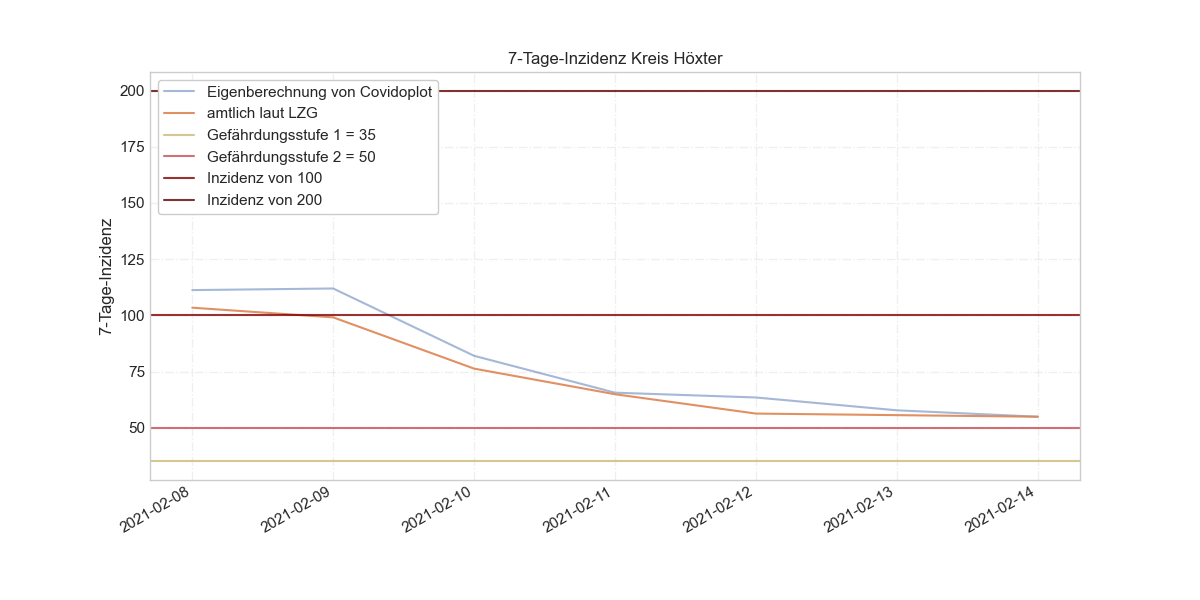 7-Tage-Inzidenz Kreis Höxter
Eigenberechnung von Covidoplot
amtlich laut LZG
Gefährdungsstufe 1 = 35
Gefährdungsstufe 2 = 50
Inzidenz von 100
Inzidenz von 200
7-Tage-Inzidenz
200
175
150
125
100
75
50
2021-02-08
2021-02-09
2021-02-10
2021-02-11
2021-02-12
2021-02-13
2021-02-14